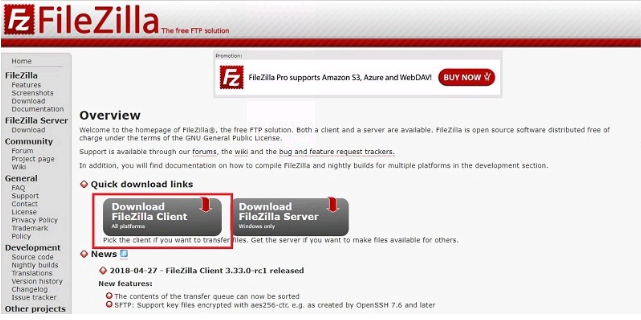 FileZilla The free FTP solution
Home
FileZilla
Features
Screenshots
Download
Documentation
FileZilla Server
Download
Community
Forum
Project page
Wiki
General
FAQ
Support
Contact
License
Privacy Policy
Trademark
Policy
Development
Source code
Nightly builds
Translations
Version history
Changelog
Issue tracker
Other projects
Promotion:
Fz FileZilla Pro supports Amazon S3, Azure and WebDAV! BUY NOW
Overview
Welcome to the homepage of FileZilla®, the free FTP solution. Both a client and a server are available. FileZilla is open source software distributed free of
charge under the terms of the GNU General Public License.
Support is available through our forums, the wiki and the bug and feature request trackers.
In addition, you will find documentation on how to compile FileZilla and nightly builds for multiple platforms in the development section.
Quick download links
Download
FileZilla Client
All platforms
Download
FileZilla Server
Windows only
Pick the client if you want to transfer files. Get the server if you want to make files available for others.
News
2018-04-27 - FileZilla Client 3.33.0-rc1 released
New features:
The contents of the transfer queue can now be sorted
SFTP: Support key files encrypted with aes256-ctr, e.g. as created by OpenSSH 7.6 and later